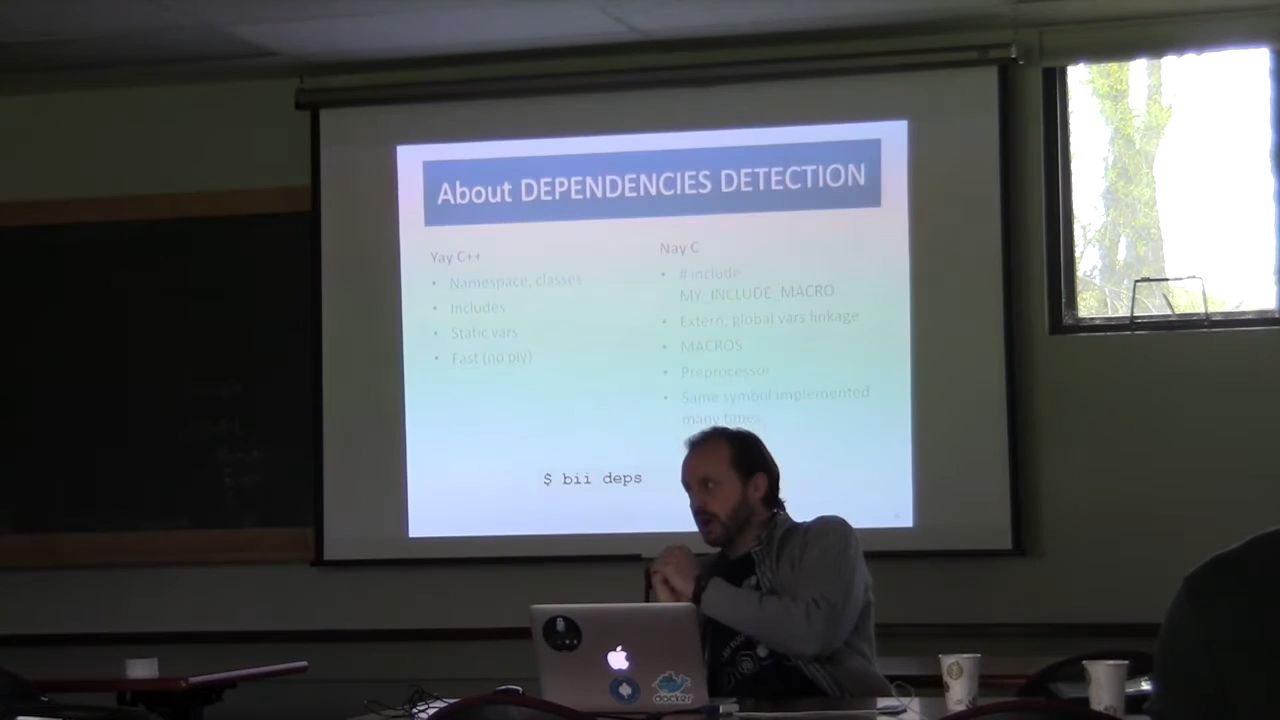 About DEPENDENCIES DETECTION
Yay C++
• Namespace, classes
• Includes
• Static vars
• Fast (no ply)
Nay C
• # include
MY_INCLUDE_MACRO
• Extern, global vars linkage
• MACROS
• Preprocessor
• Same symbol implemented
many times
$ bii deps
6
docker